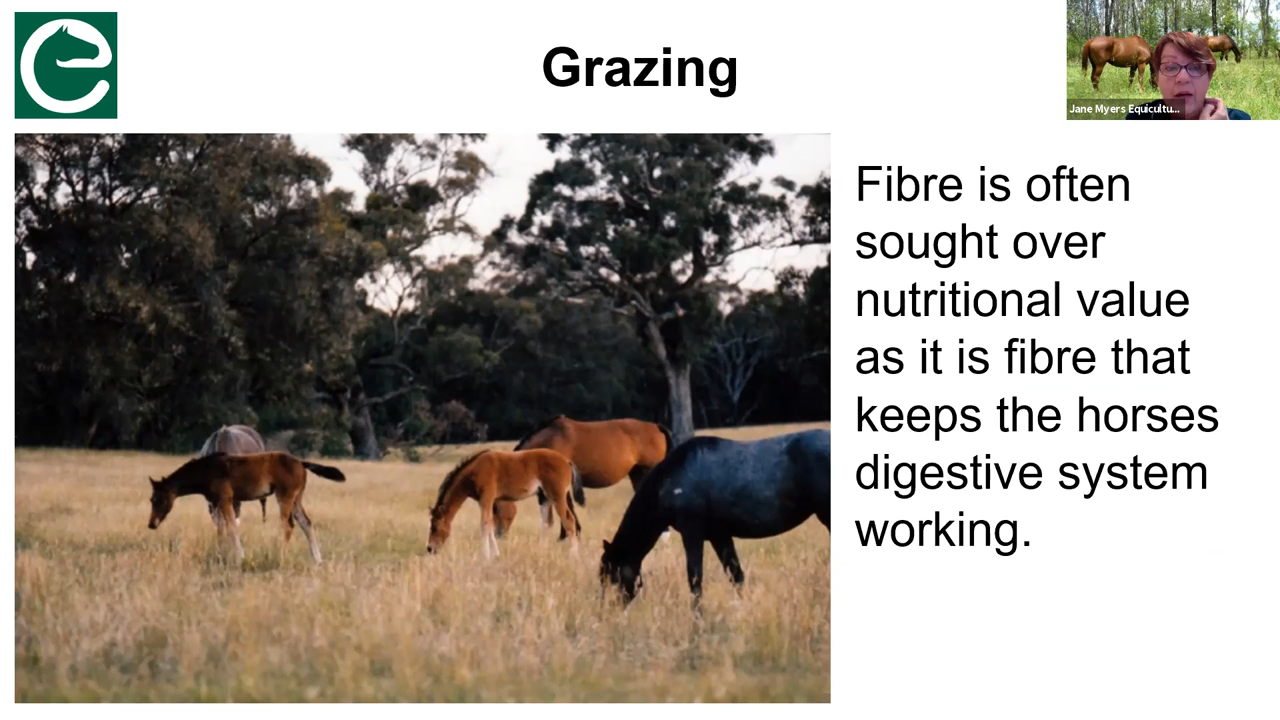 Grazing
Jane Myers Equicultu...
Fibre is often
sought over
nutritional value
as it is fibre that
keeps the horses
digestive system
working.